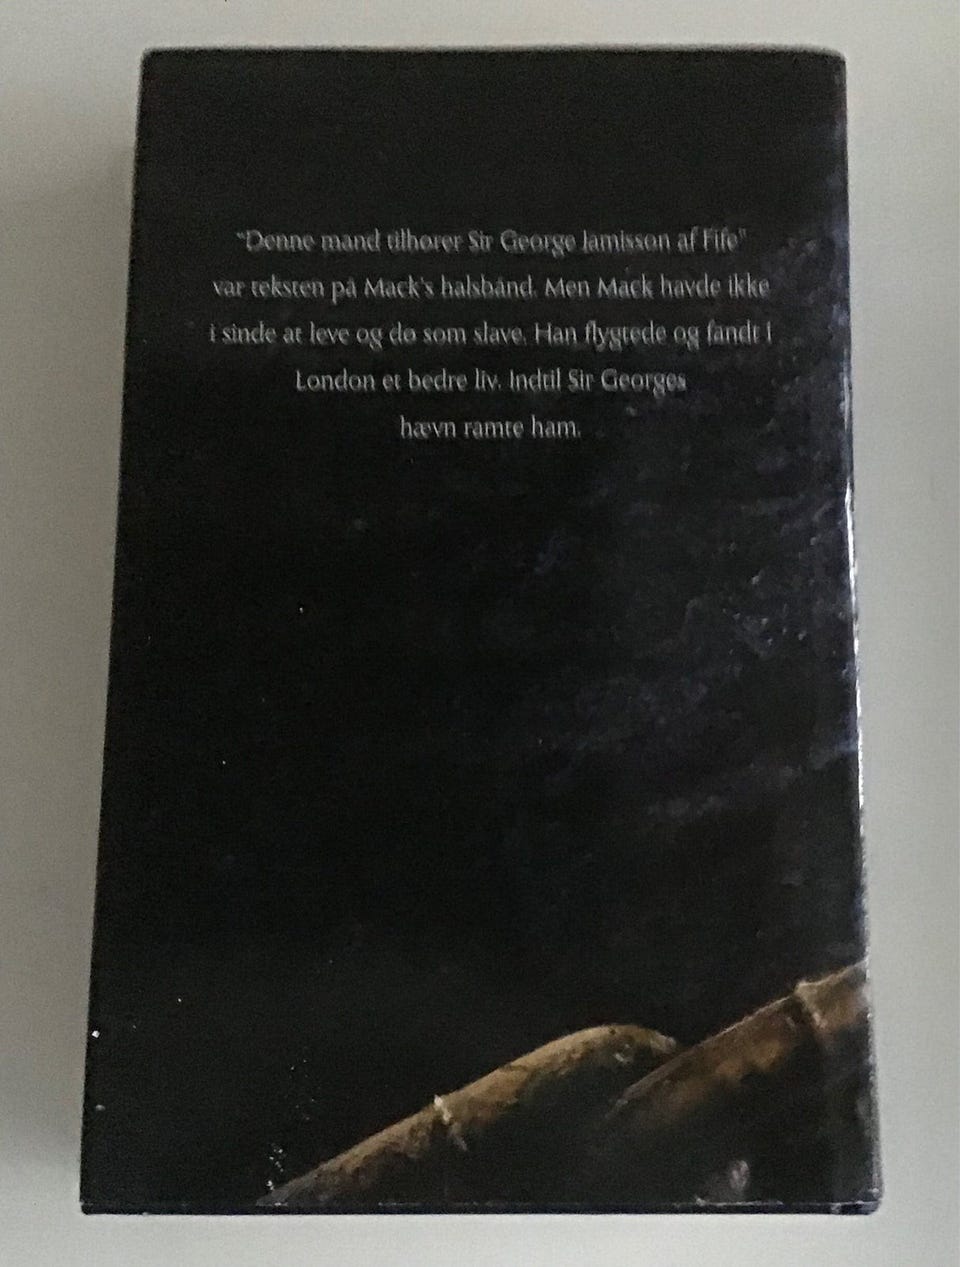 "Denne mand tilhører Sir George Jamisson af Fife"
var teksten på Mack's halsbånd. Men Mack havde ikke
i sinde at leve og dø som slave. Han flygtede og fandt i
London et bedre liv. Indtil Sir Georges
hævn ramte ham.